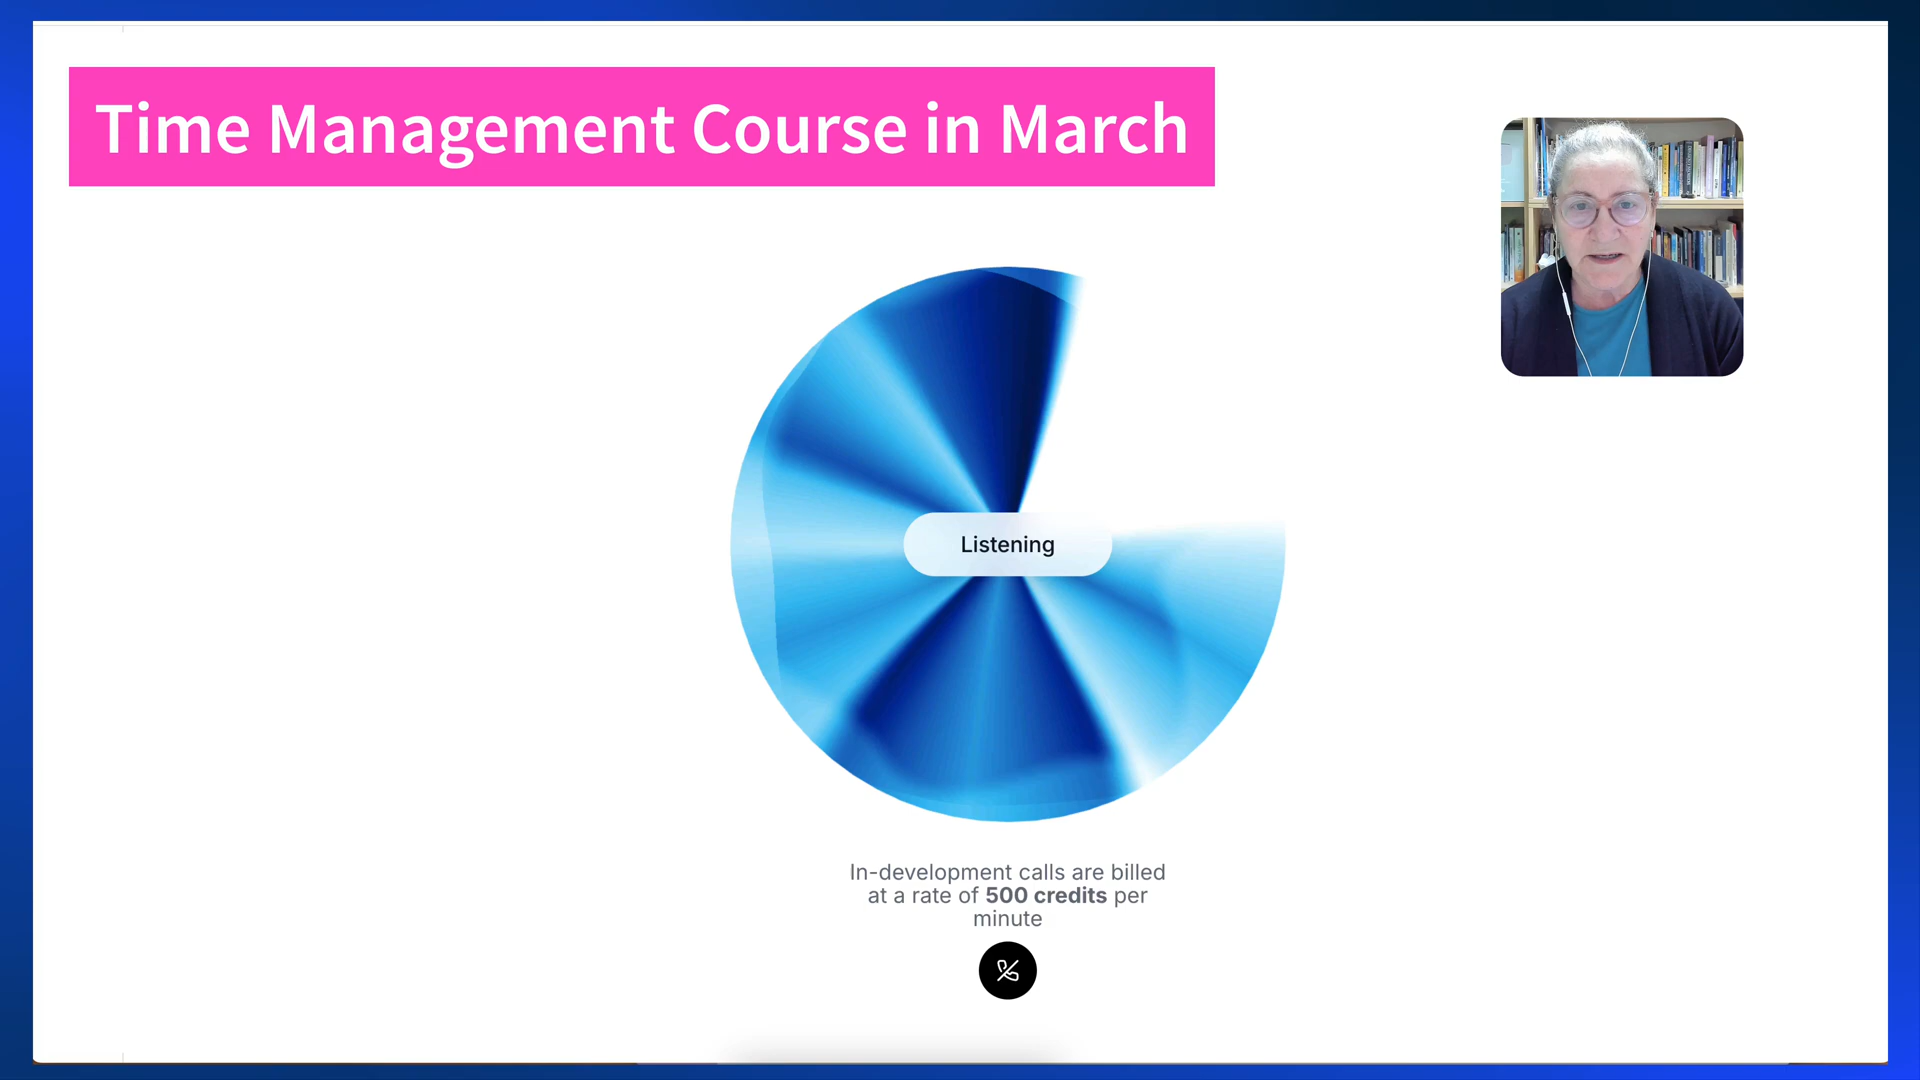 Time Management Course in March
Listening
In-development calls are billed
at a rate of 500 credits per
minute